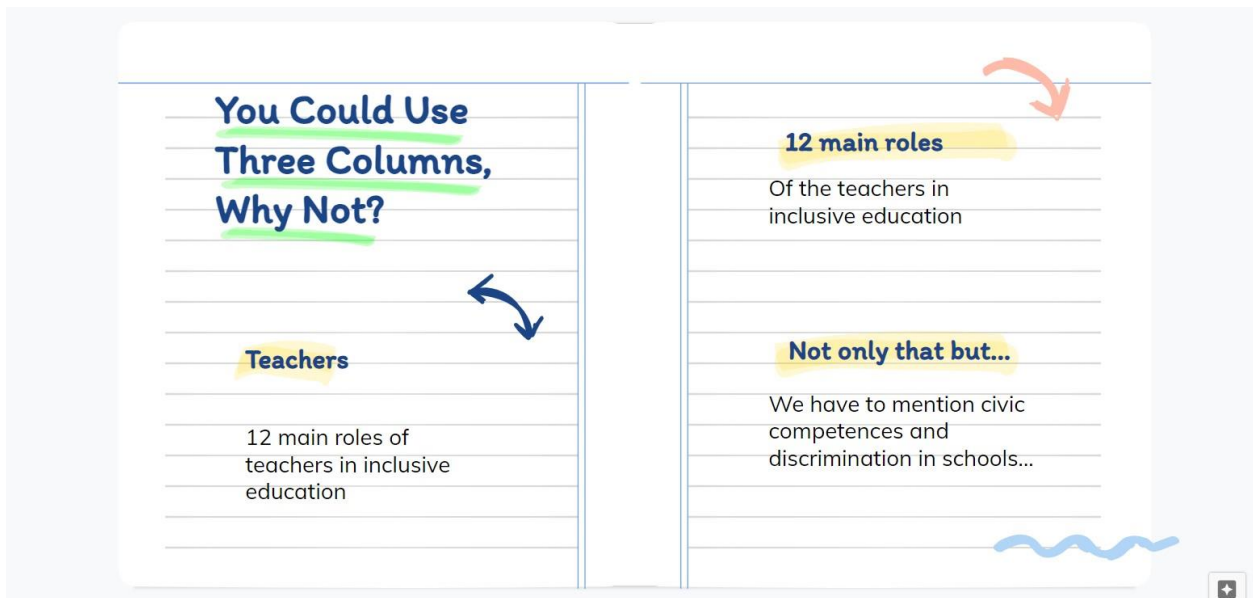 You Could Use
Three Columns,
Why Not?
Teachers
12 main roles of
teachers in inclusive
education
12 main roles
Of the teachers in
inclusive education
Not only that but...
We have to mention civic
competences and
discrimination in schools...